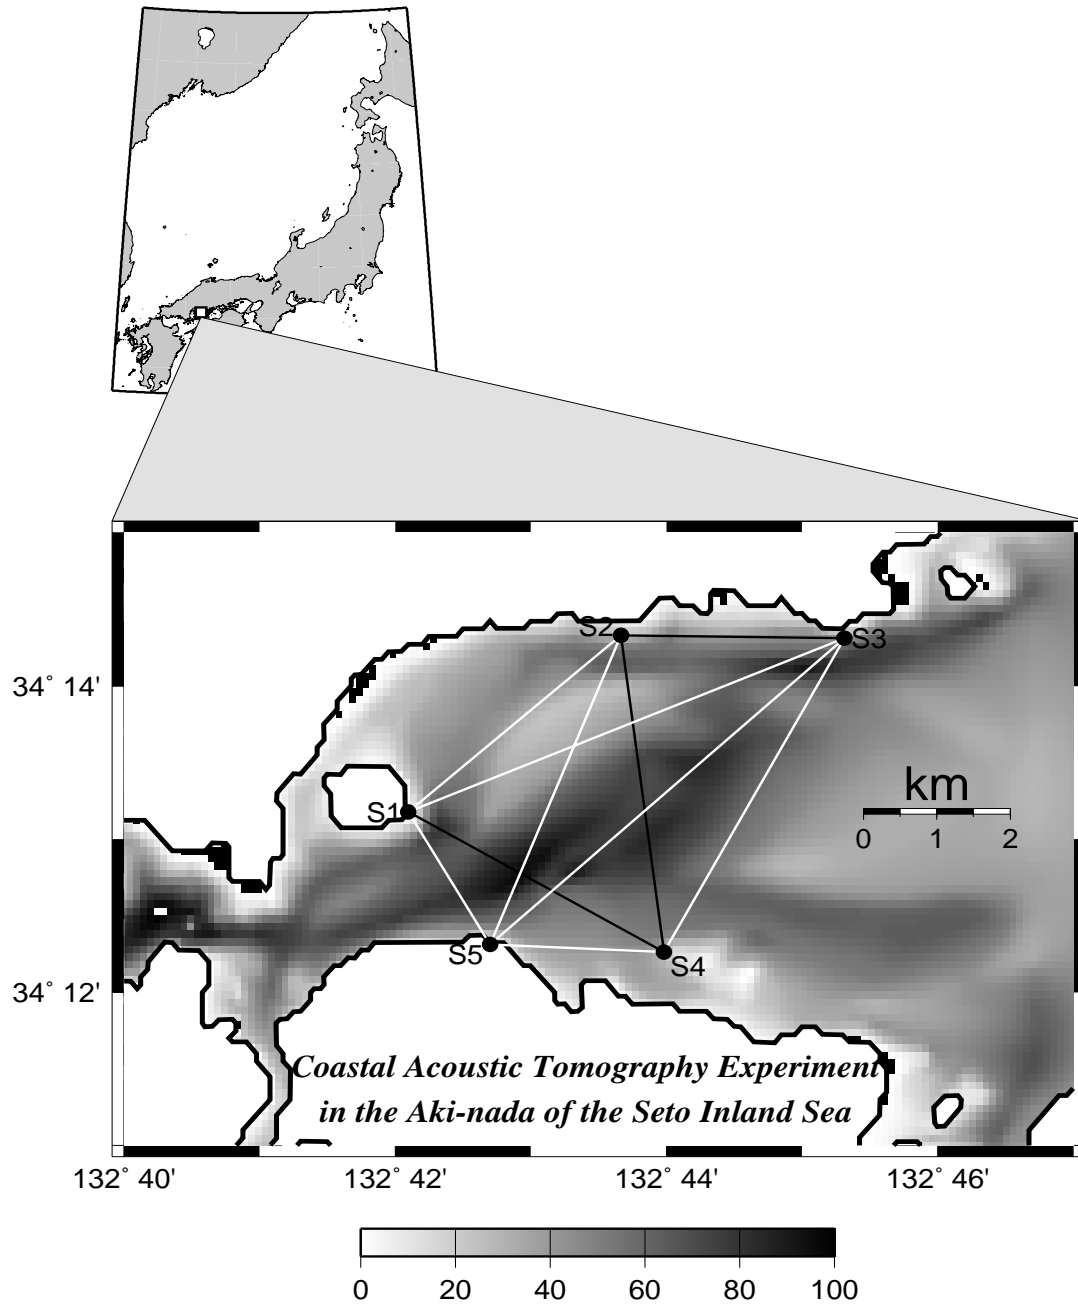 S2
S3
34° 14'
km
S1
0 1 2
S5
S4
34° 12'
Coastal Acoustic Tomography Experiment
in the Aki-nada of the Seto Inland Sea
132° 40' 132° 42' 132° 44' 132° 46'
0 20 40 60 80 100